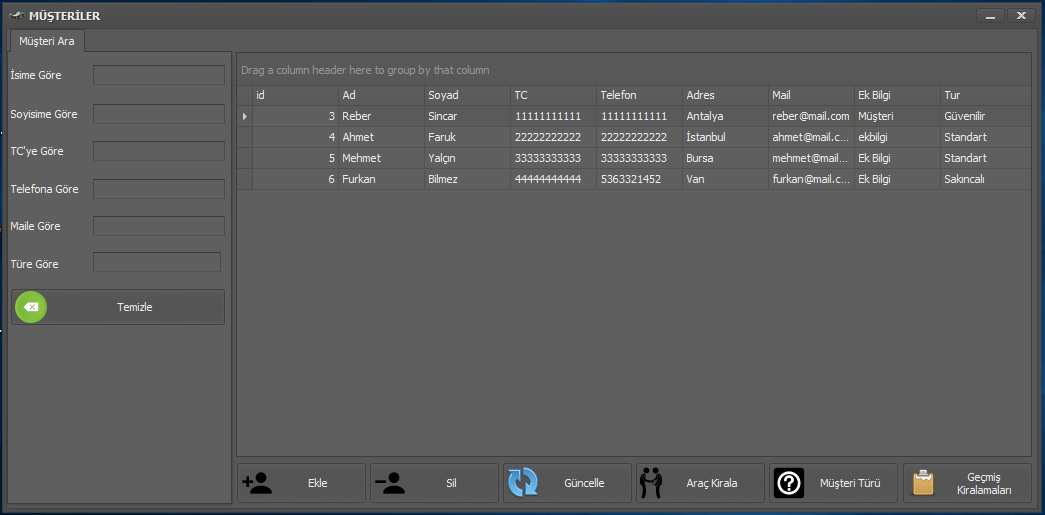 MÜŞTERİLER
Müşteri Ara
İsime Göre
Soyisime Göre
TC'ye Göre
Telefona Göre
Maile Göre
Türe Göre
Temizle
Drag a column header here to group by that column
id Ad Soyad TC Telefon Adres Mail Ek Bilgi Tur
3 Reber Sincar 11111111111 11111111111 Antalya reber@mail.com Müşteri Güvenilir
4 Ahmet Faruk 22222222222 22222222222 İstanbul ahmet@mail.c... ekbilgi Standart
5 Mehmet Yalçın 33333333333 33333333333 Bursa mehmet@mail... Ek Bilgi Standart
6 Furkan Bilmez 44444444444 5363321452 Van furkan@mail.c... Ek Bilgi Sakıncalı
Ekle
Sil
Güncelle
Araç Kirala
Müşteri Türü
Geçmiş
Kiralamaları